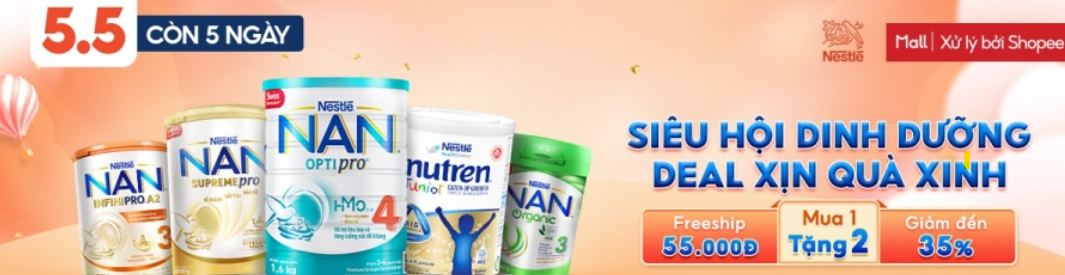 5.5
CÒN 5 NGÀY
Nestlé
Mall | Xử lý bởi Shopee
SIÊU HỘI DINH DƯỠNG
DEAL XỊN QUÀ XINH
Freeship
55.000Đ
Mua 1
Tặng 2
Giảm đến
35%
Nestlé
NAN
INFINIPRO A2
3
Nestlé
NAN
SUPREMEpro
Swiss
Nestlé
NAN
OPTIpro
HMO
4
1,6 kg
Nestlé
nutren
junior
CATCH-UP GROWTH
Nestlé
NAN
Organic
3